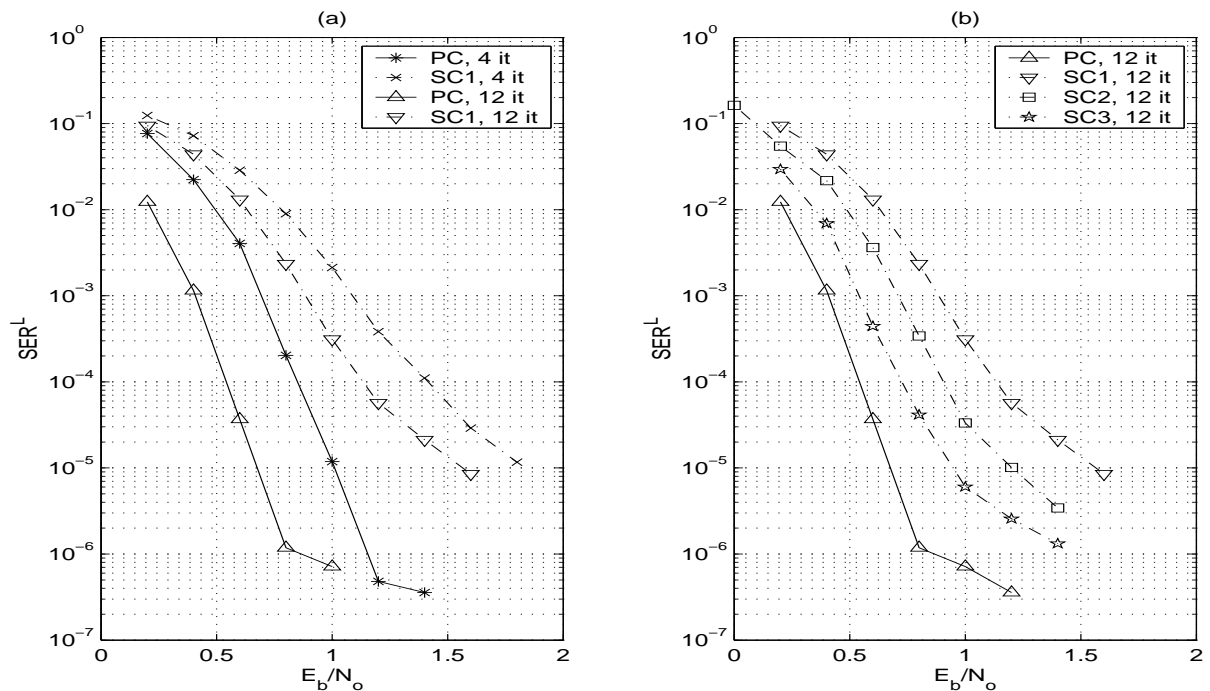 (a)
10^0
10^-1
10^-2
10^-3
10^-4
10^-5
10^-6
10^-7
SER^L
PC, 4 it
SC1, 4 it
PC, 12 it
SC1, 12 it
0 0.5 1 1.5 2
E_b/N_o
(b)
10^0
10^-1
10^-2
10^-3
10^-4
10^-5
10^-6
10^-7
SER^L
PC, 12 it
SC1, 12 it
SC2, 12 it
SC3, 12 it
0 0.5 1 1.5 2
E_b/N_o